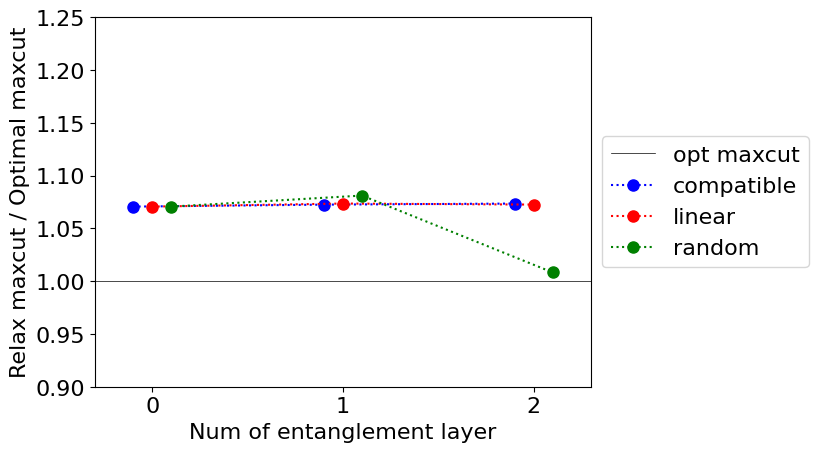 Relax maxcut / Optimal maxcut
1.25
1.20
1.15
1.10
1.05
1.00
0.95
0.90
0 1 2
Num of entanglement layer
opt maxcut
compatible
linear
random